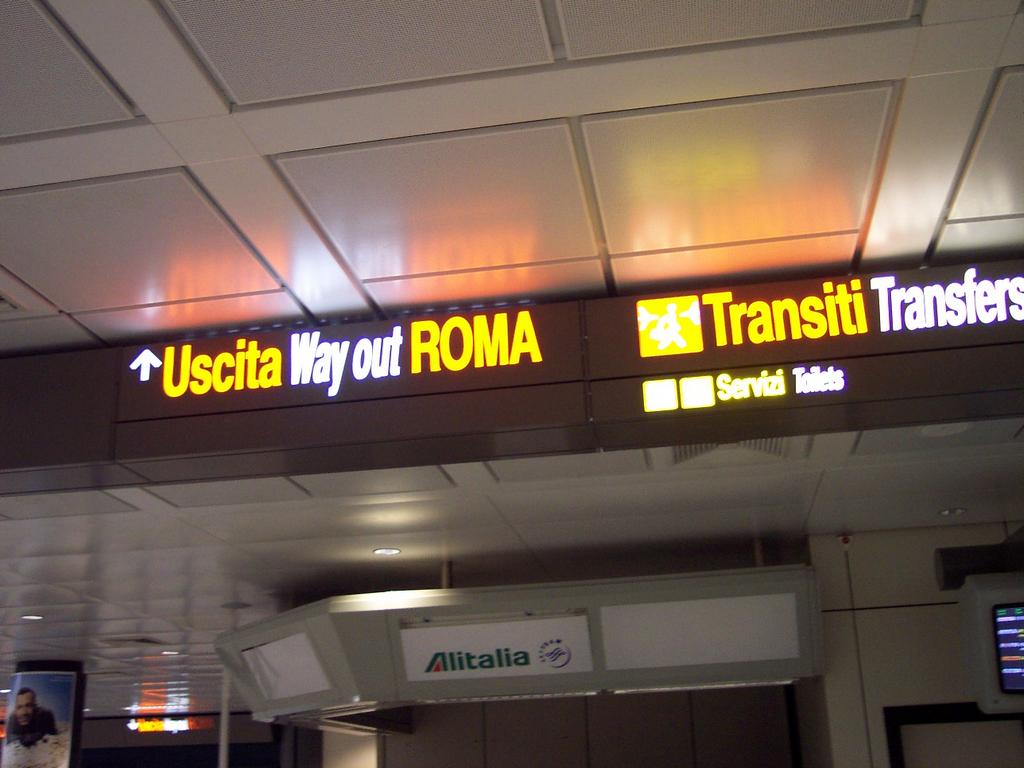 Uscita Way out ROMA
Transiti Transfers
Servizi Toilets
Alitalia